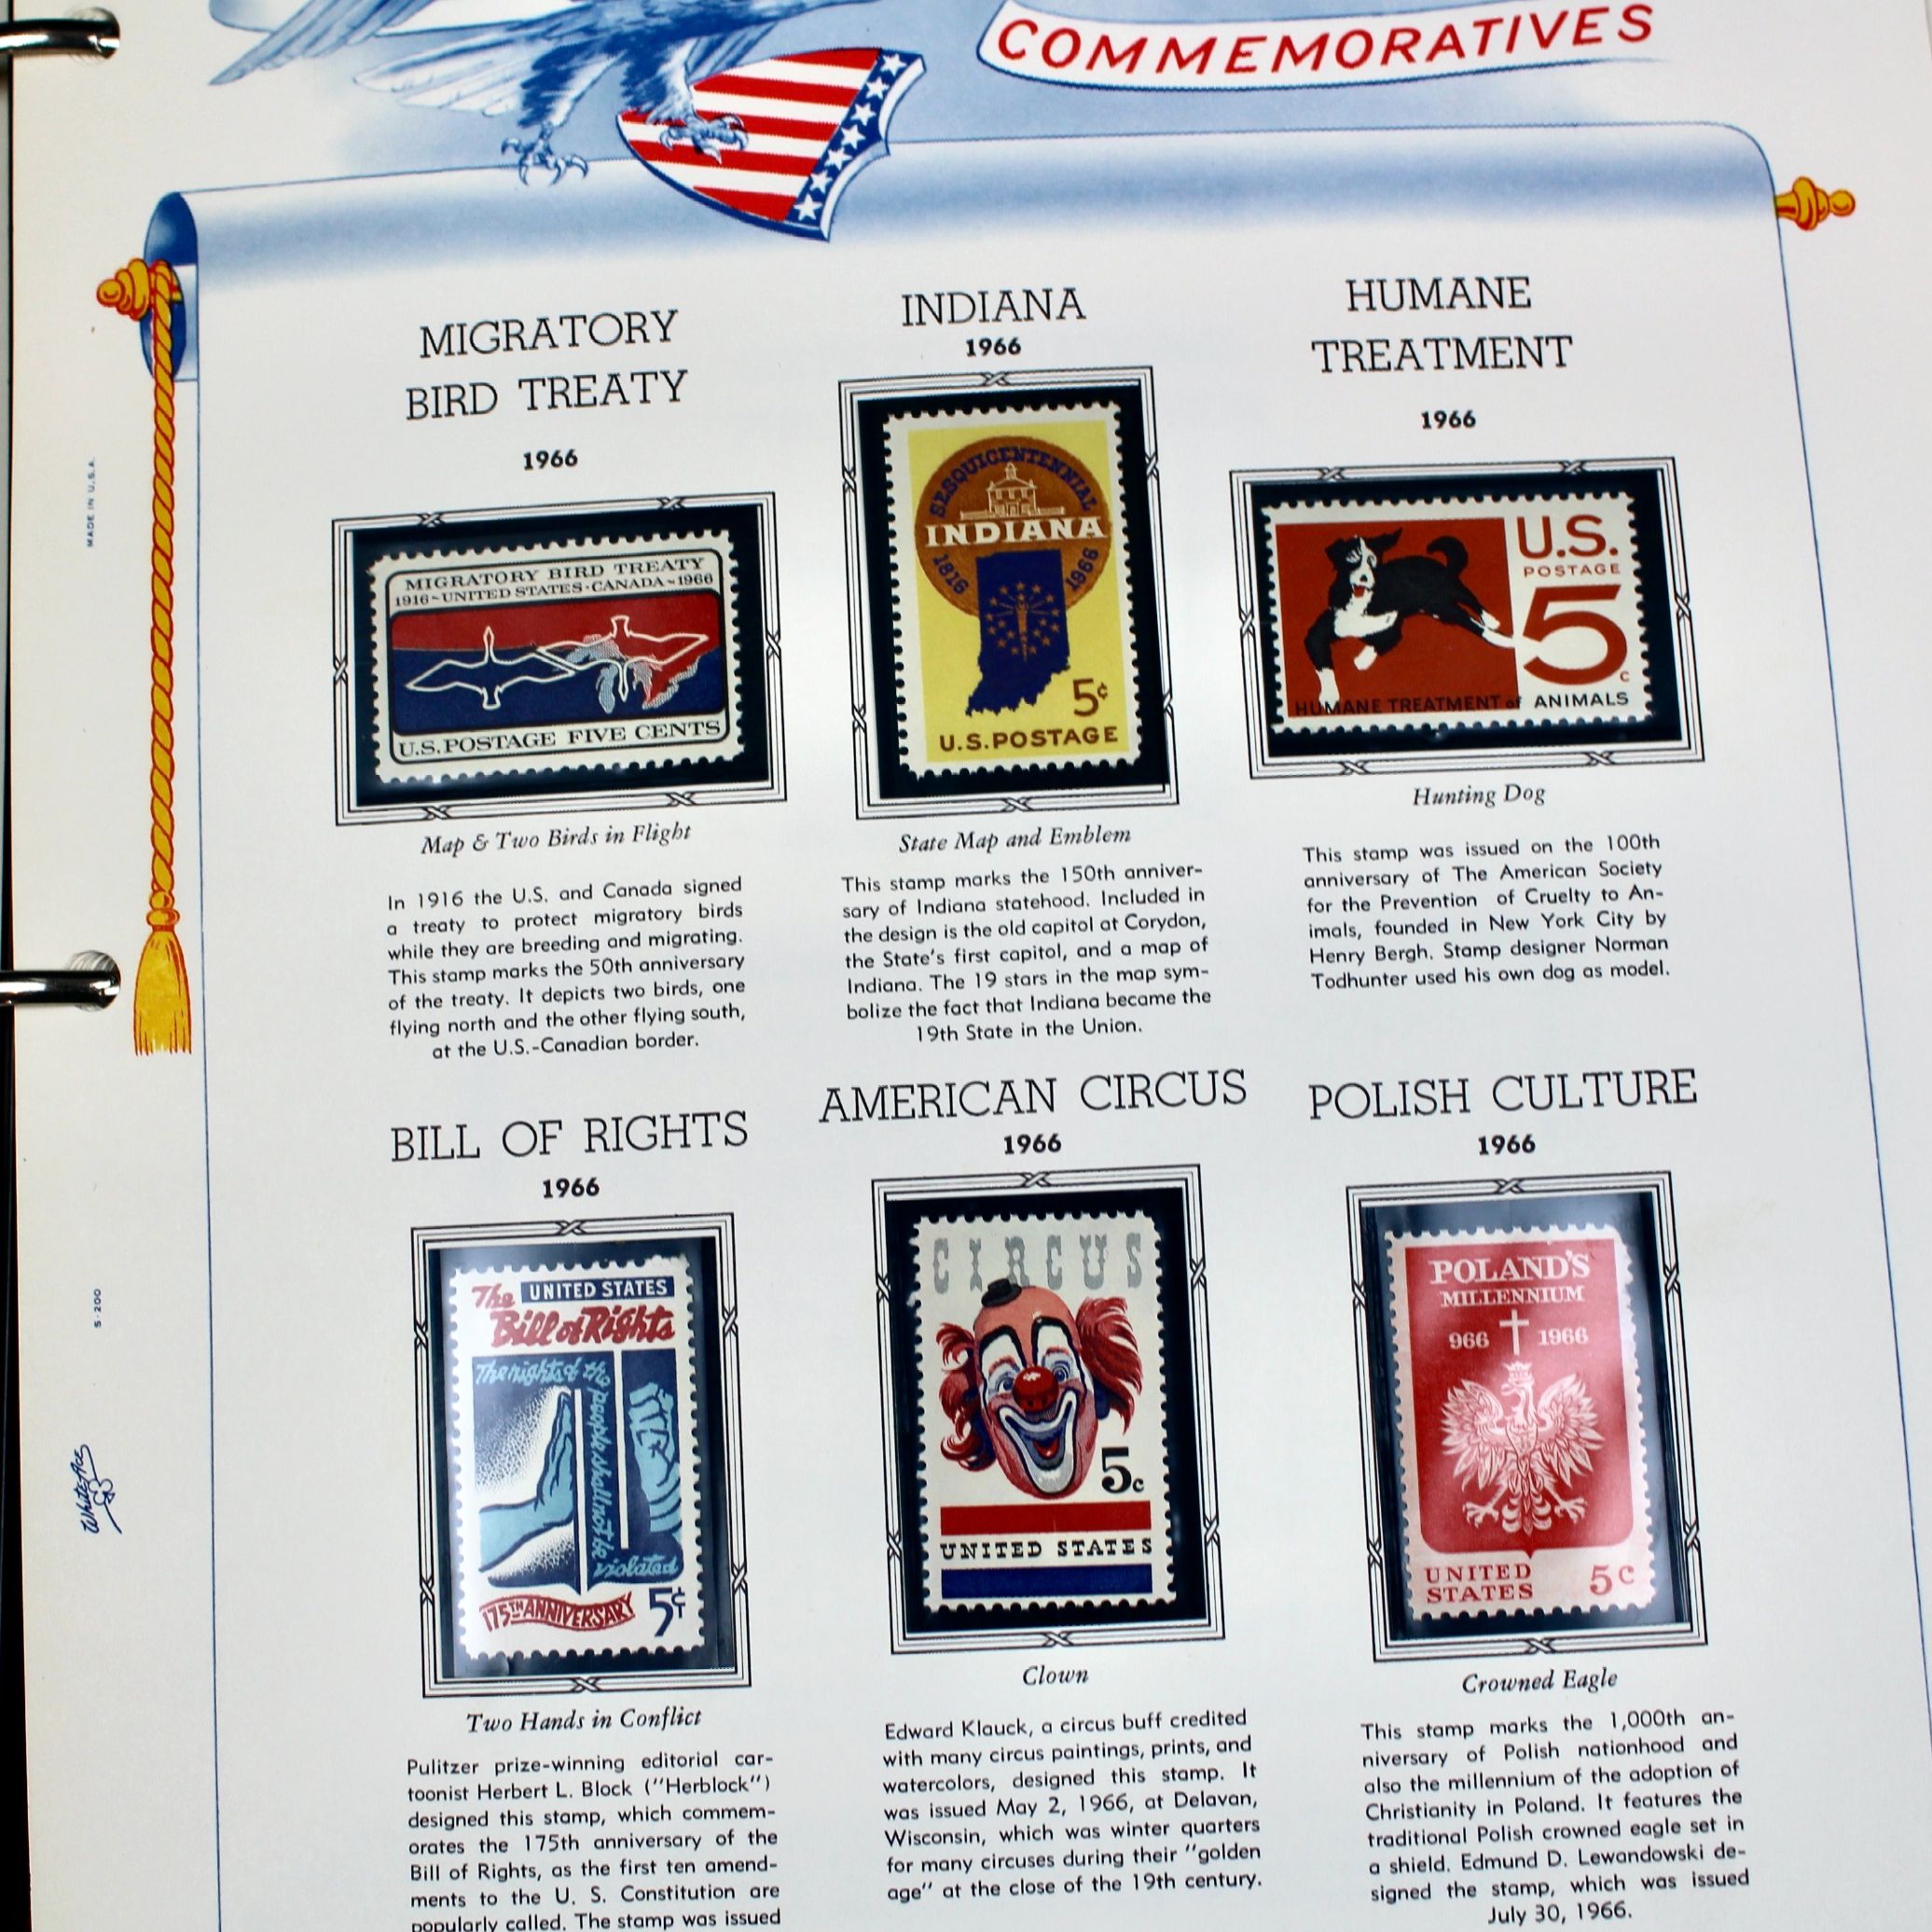 COMMEMORATIVES
MIGRATORY
BIRD TREATY
1966
MIGRATORY BIRD TREATY
1916~UNITED STATES·CANADA~1966
U.S. POSTAGE FIVE CENTS
Map & Two Birds in Flight
In 1916 the U.S. and Canada signed
a treaty to protect migratory birds
while they are breeding and migrating.
This stamp marks the 50th anniversary
of the treaty. It depicts two birds, one
flying north and the other flying south,
at the U.S.-Canadian border.
INDIANA
1966
SESQUICENTENNIAL
INDIANA
1816 1966
5¢
U.S. POSTAGE
State Map and Emblem
This stamp marks the 150th anniver-
sary of Indiana statehood. Included in
the design is the old capitol at Corydon,
the State's first capitol, and a map of
Indiana. The 19 stars in the map sym-
bolize the fact that Indiana became the
19th State in the Union.
HUMANE
TREATMENT
1966
U.S.
POSTAGE
5c
HUMANE TREATMENT of ANIMALS
Hunting Dog
This stamp was issued on the 100th
anniversary of The American Society
for the Prevention of Cruelty to An-
imals, founded in New York City by
Henry Bergh. Stamp designer Norman
Todhunter used his own dog as model.
BILL OF RIGHTS
1966
UNITED STATES
The
Bill of Rights
The rights of the
people shall not be
violated
175TH ANNIVERSARY
5¢
Two Hands in Conflict
Pulitzer prize-winning editorial car-
toonist Herbert L. Block ("Herblock")
designed this stamp, which commem-
orates the 175th anniversary of the
Bill of Rights, as the first ten amend-
ments to the U. S. Constitution are
popularly called. The stamp was issued
AMERICAN CIRCUS
1966
CIRCUS
5c
UNITED STATES
Clown
Edward Klauck, a circus buff credited
with many circus paintings, prints, and
watercolors, designed this stamp. It
was issued May 2, 1966, at Delavan,
Wisconsin, which was winter quarters
for many circuses during their "golden
age" at the close of the 19th century.
POLISH CULTURE
1966
POLAND'S
MILLENNIUM
966 1966
UNITED
STATES
5c
Crowned Eagle
This stamp marks the 1,000th an-
niversary of Polish nationhood and
also the millennium of the adoption of
Christianity in Poland. It features the
traditional Polish crowned eagle set in
a shield. Edmund D. Lewandowski de-
signed the stamp, which was issued
July 30, 1966.
MADE IN U.S.A.
S-200
White Ace